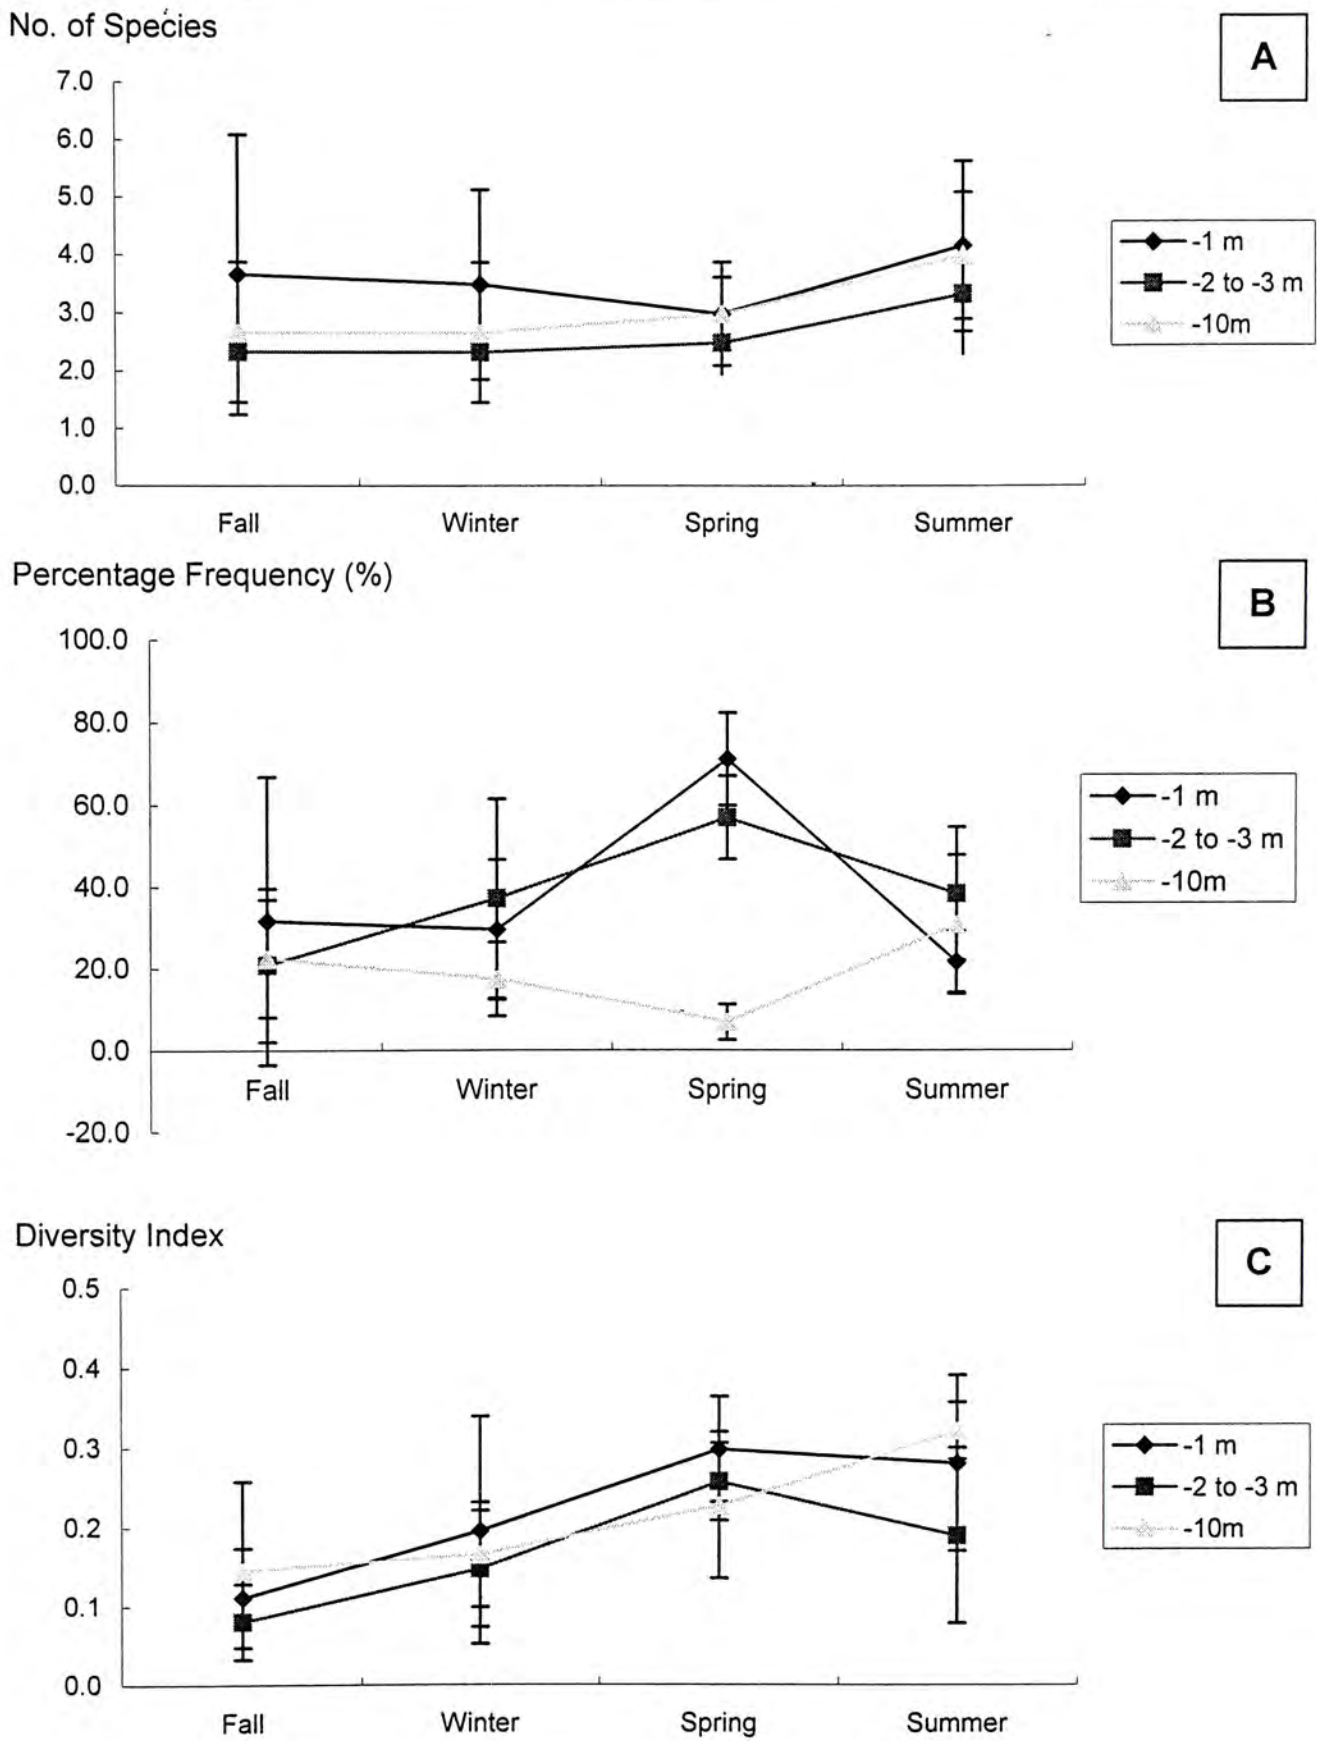 No. of Species
A
7.0
6.0
5.0
4.0
3.0
2.0
1.0
0.0
Fall Winter Spring Summer
-1 m
-2 to -3 m
-10m
Percentage Frequency (%)
B
100.0
80.0
60.0
40.0
20.0
0.0
-20.0
Fall Winter Spring Summer
-1 m
-2 to -3 m
-10m
Diversity Index
C
0.5
0.4
0.3
0.2
0.1
0.0
Fall Winter Spring Summer
-1 m
-2 to -3 m
-10m